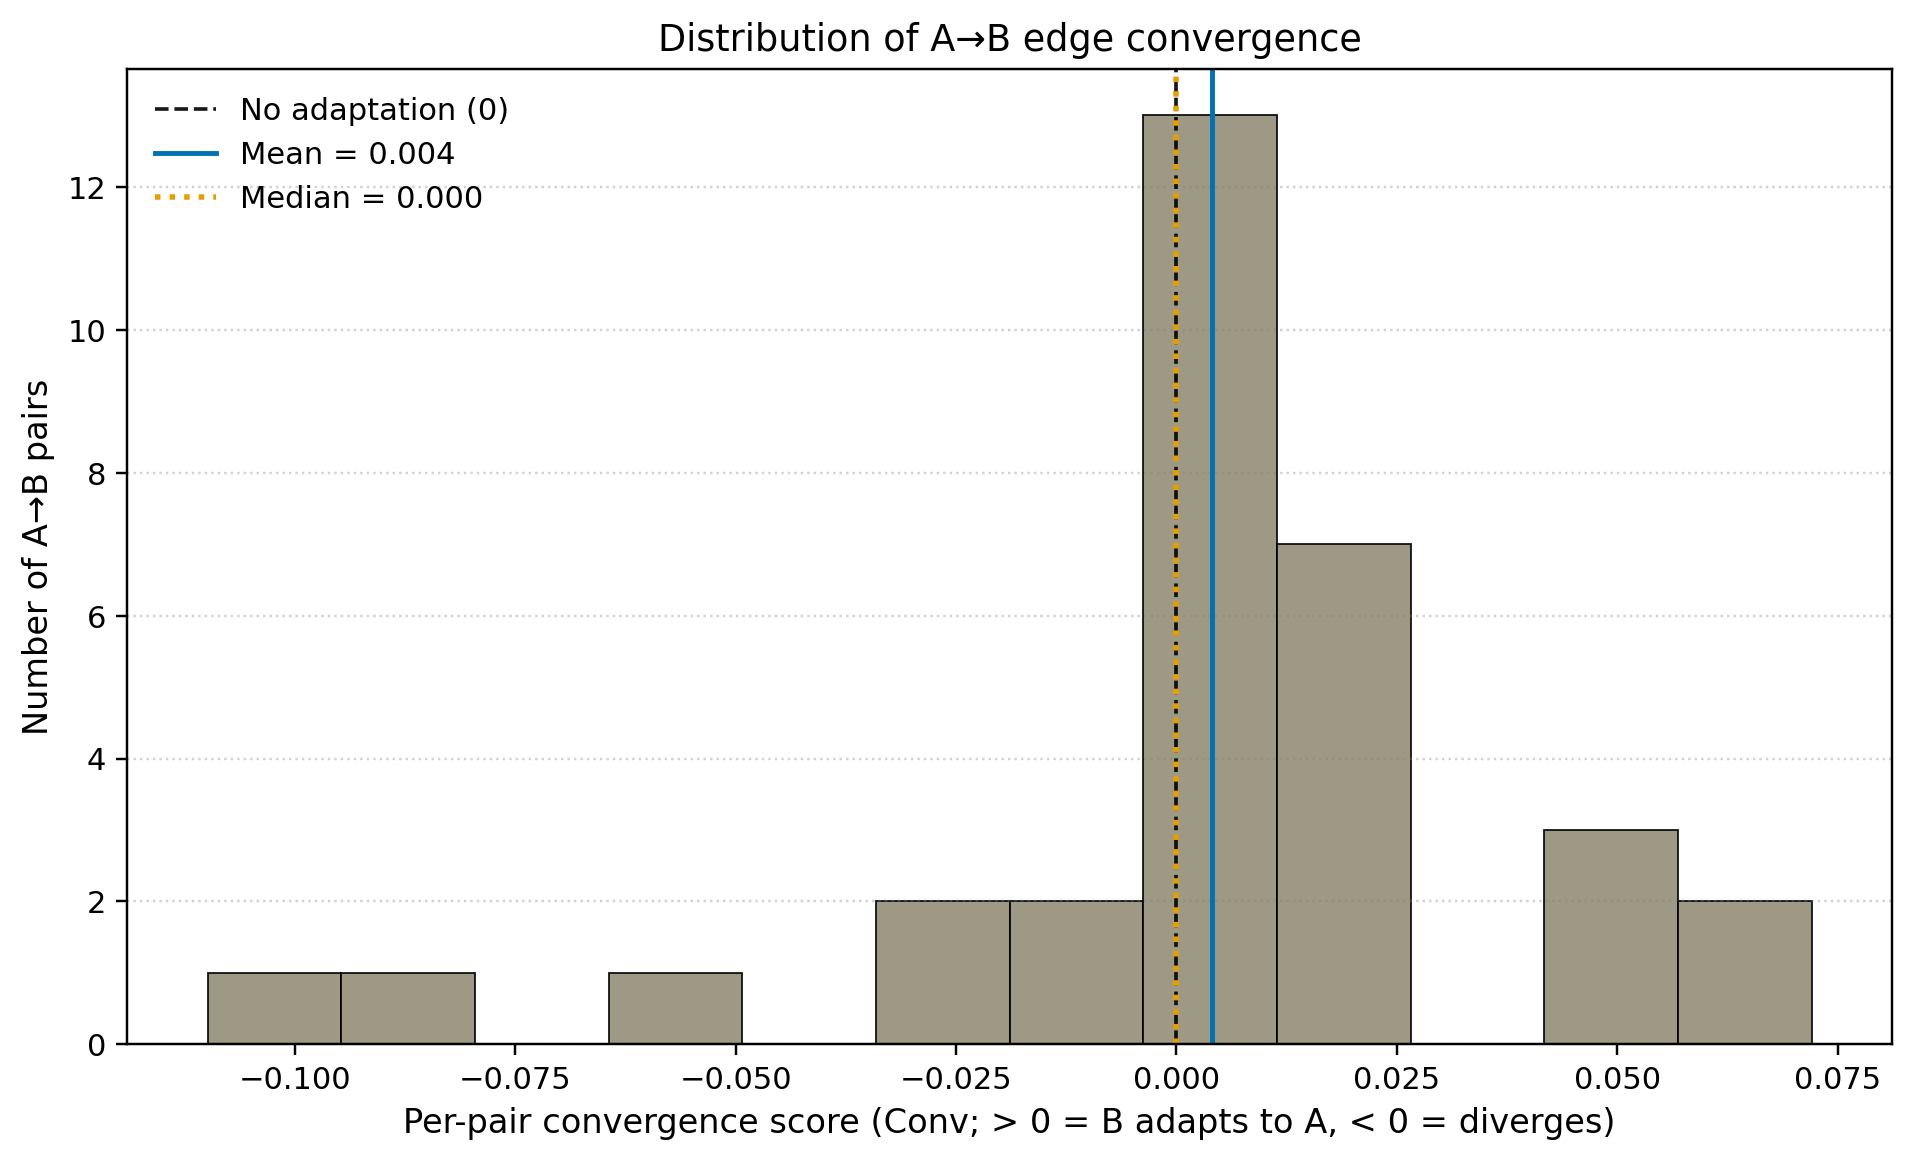 Distribution of A→B edge convergence
No adaptation (0)
Mean = 0.004
Median = 0.000
Number of A→B pairs
12
10
8
6
4
2
0
−0.100 −0.075 −0.050 −0.025 0.000 0.025 0.050 0.075
Per-pair convergence score (Conv; > 0 = B adapts to A, < 0 = diverges)